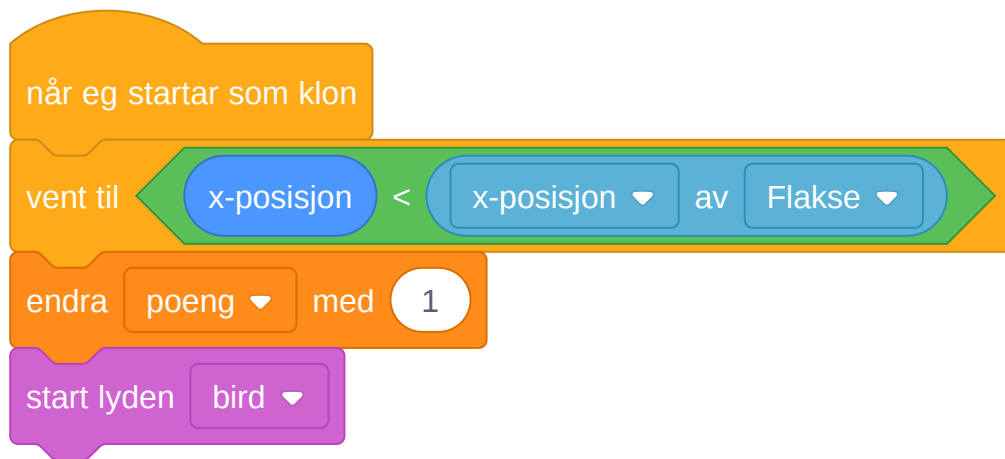 når eg startar som klon
vent til x-posisjon < x-posisjon av Flakse
endra poeng med 1
start lyden bird